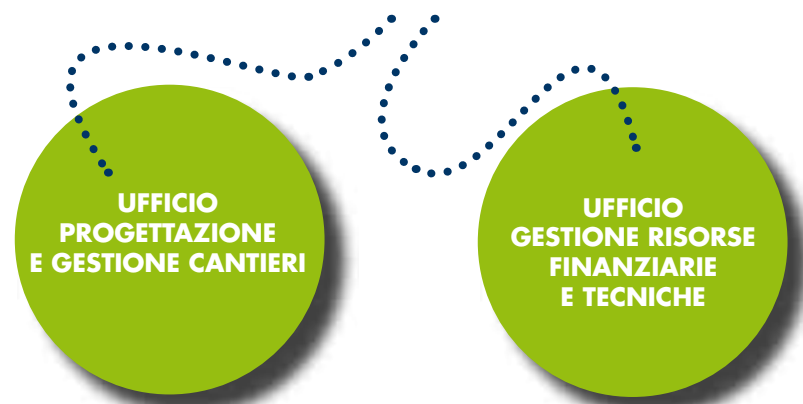 UFFICIO
PROGETTAZIONE
E GESTIONE CANTIERI
UFFICIO
GESTIONE RISORSE
FINANZIARIE
E TECNICHE